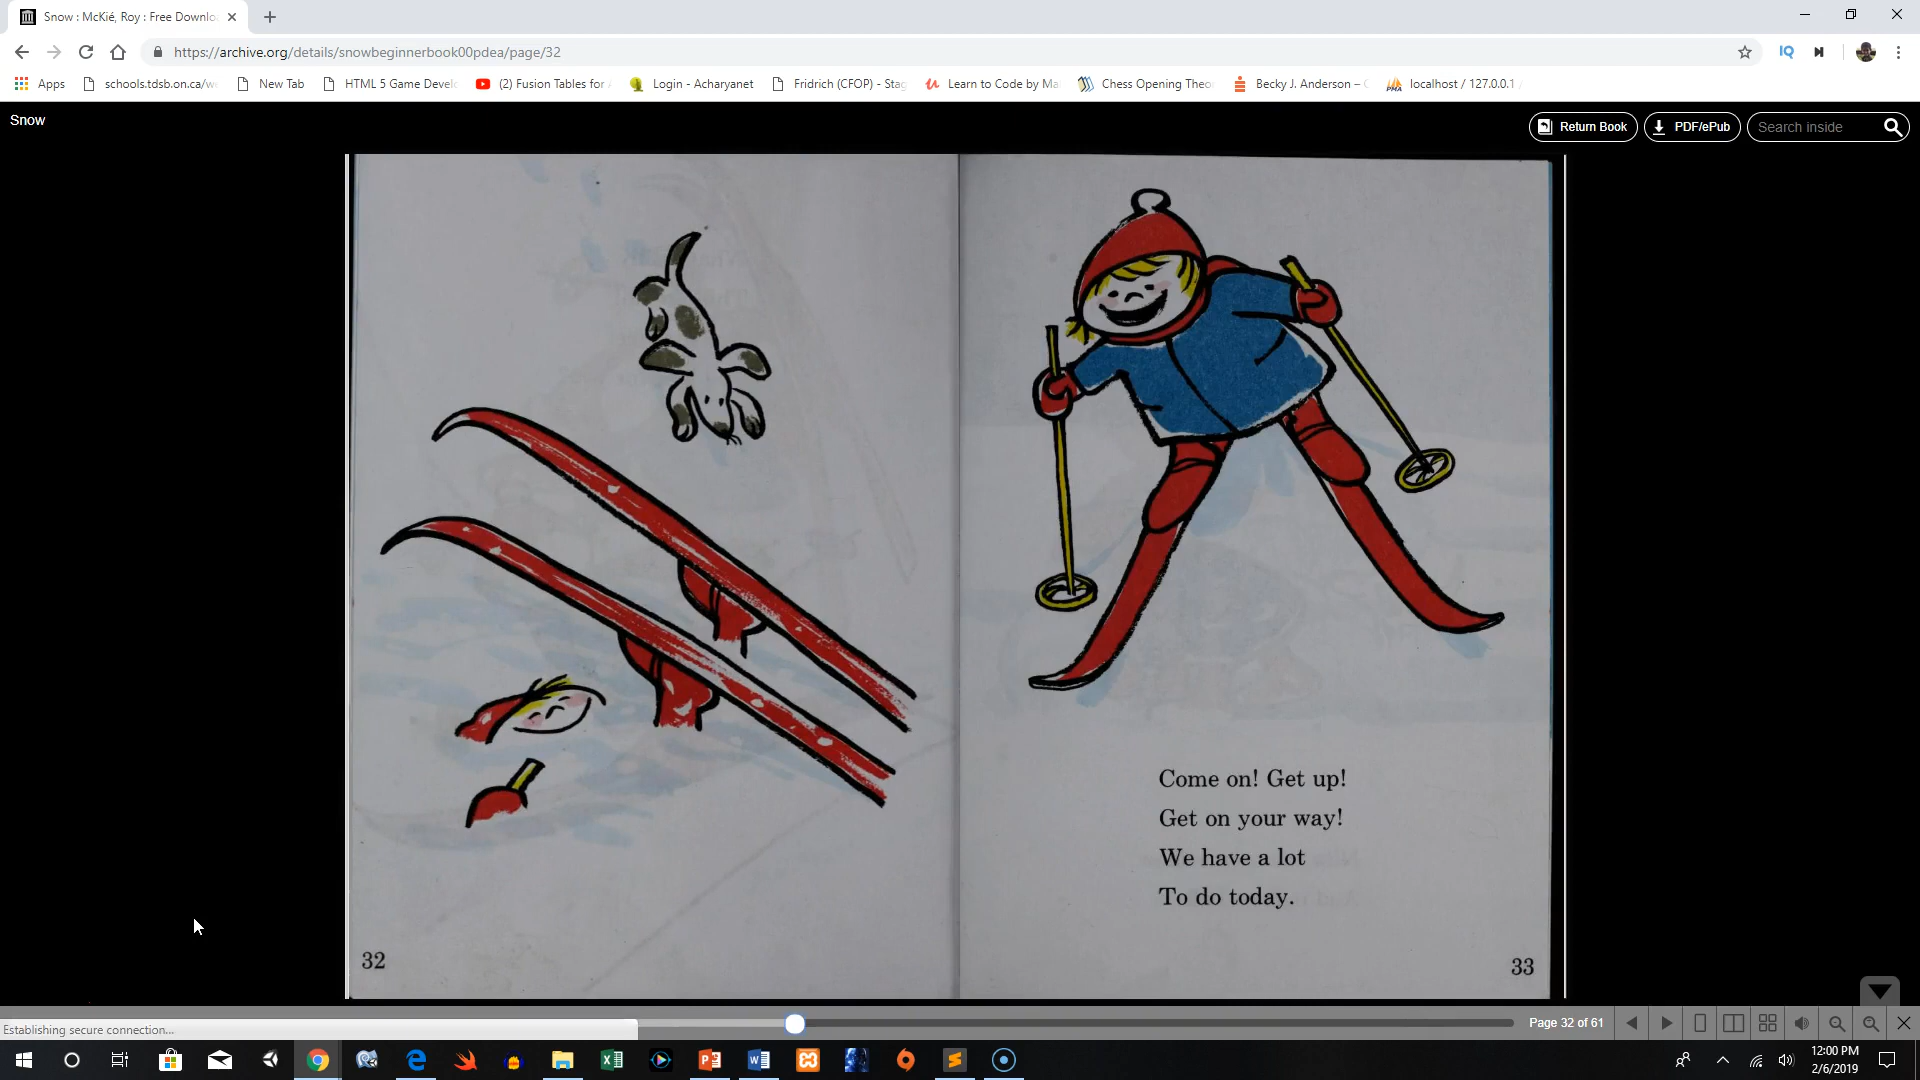 Snow : McKié, Roy : Free Downlo
https://archive.org/details/snowbeginnerbook00pdea/page/32
IQ
Apps
schools.tdsb.on.ca/w
New Tab
HTML 5 Game Devel
(2) Fusion Tables for
Login - Acharyanet
Fridrich (CFOP) - Stag
Learn to Code by Ma
Chess Opening Theo
Becky J. Anderson –
localhost / 127.0.0.1
Snow
Return Book
PDF/ePub
Search inside
Come on! Get up!
Get on your way!
We have a lot
To do today.
32
33
Establishing secure connection...
Page 32 of 61
12:00 PM
2/6/2019